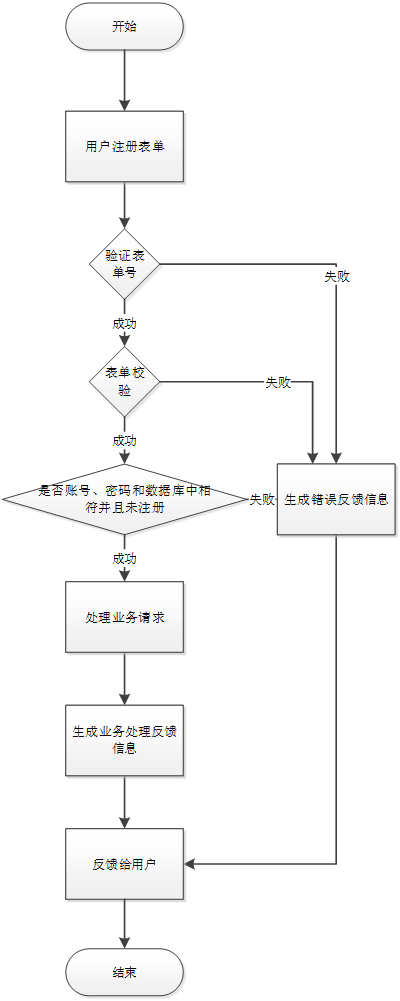 开始
用户注册表单
验证表
单号
失败
成功
表单校
验
失败
成功
是否账号、密码和数据库中相
符并且未注册
失败
生成错误反馈信息
成功
处理业务请求
生成业务处理反馈
信息
反馈给用户
结束